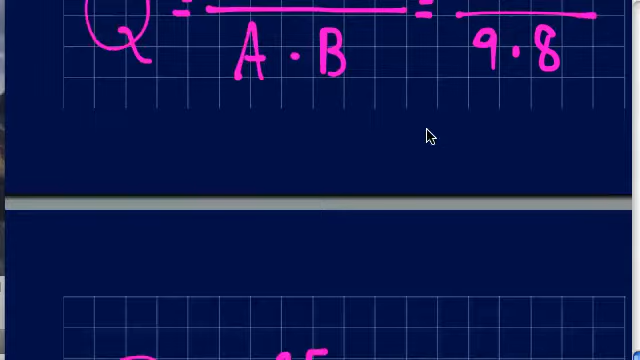 Q = =
A · B 9 · 8